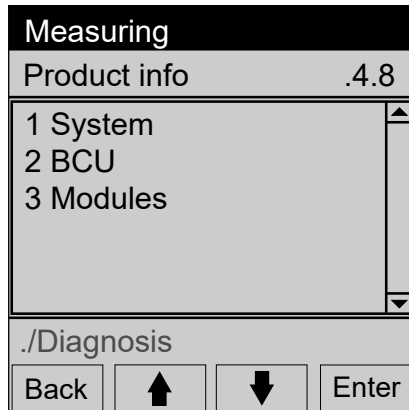 Measuring
Product info .4.8
1 System
2 BCU
3 Modules
./Diagnosis
Back Enter